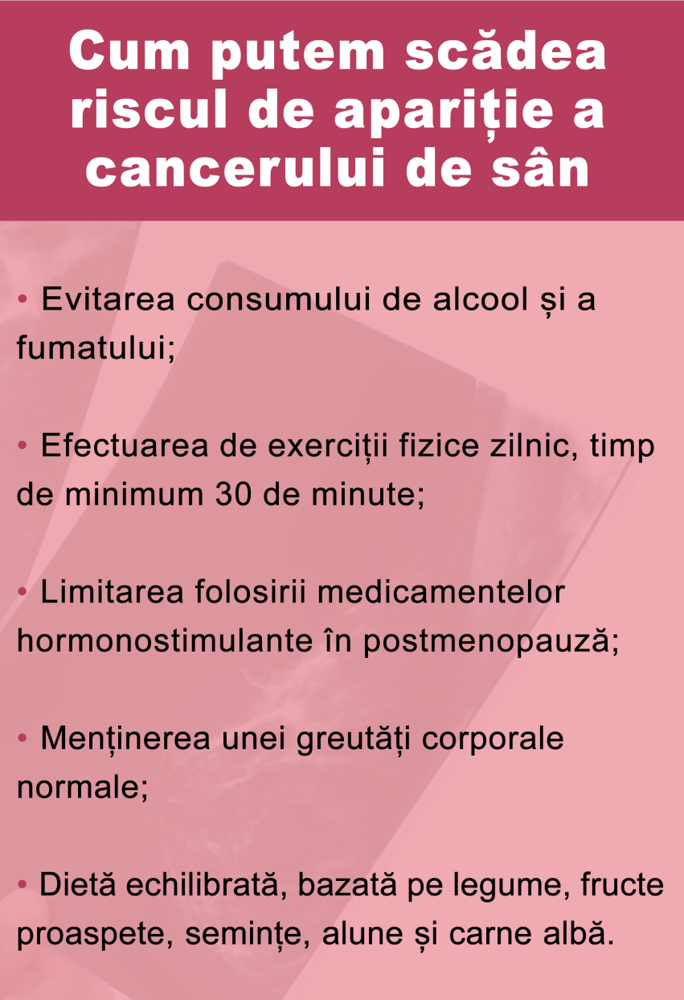 Cum putem scădea
riscul de apariție a
cancerului de sân
• Evitarea consumului de alcool și a
fumatului;
• Efectuarea de exerciții fizice zilnic, timp
de minimum 30 de minute;
• Limitarea folosirii medicamentelor
hormonostimulante în postmenopauză;
• Menținerea unei greutăți corporale
normale;
• Dietă echilibrată, bazată pe legume, fructe
proaspete, semințe, alune și carne albă.